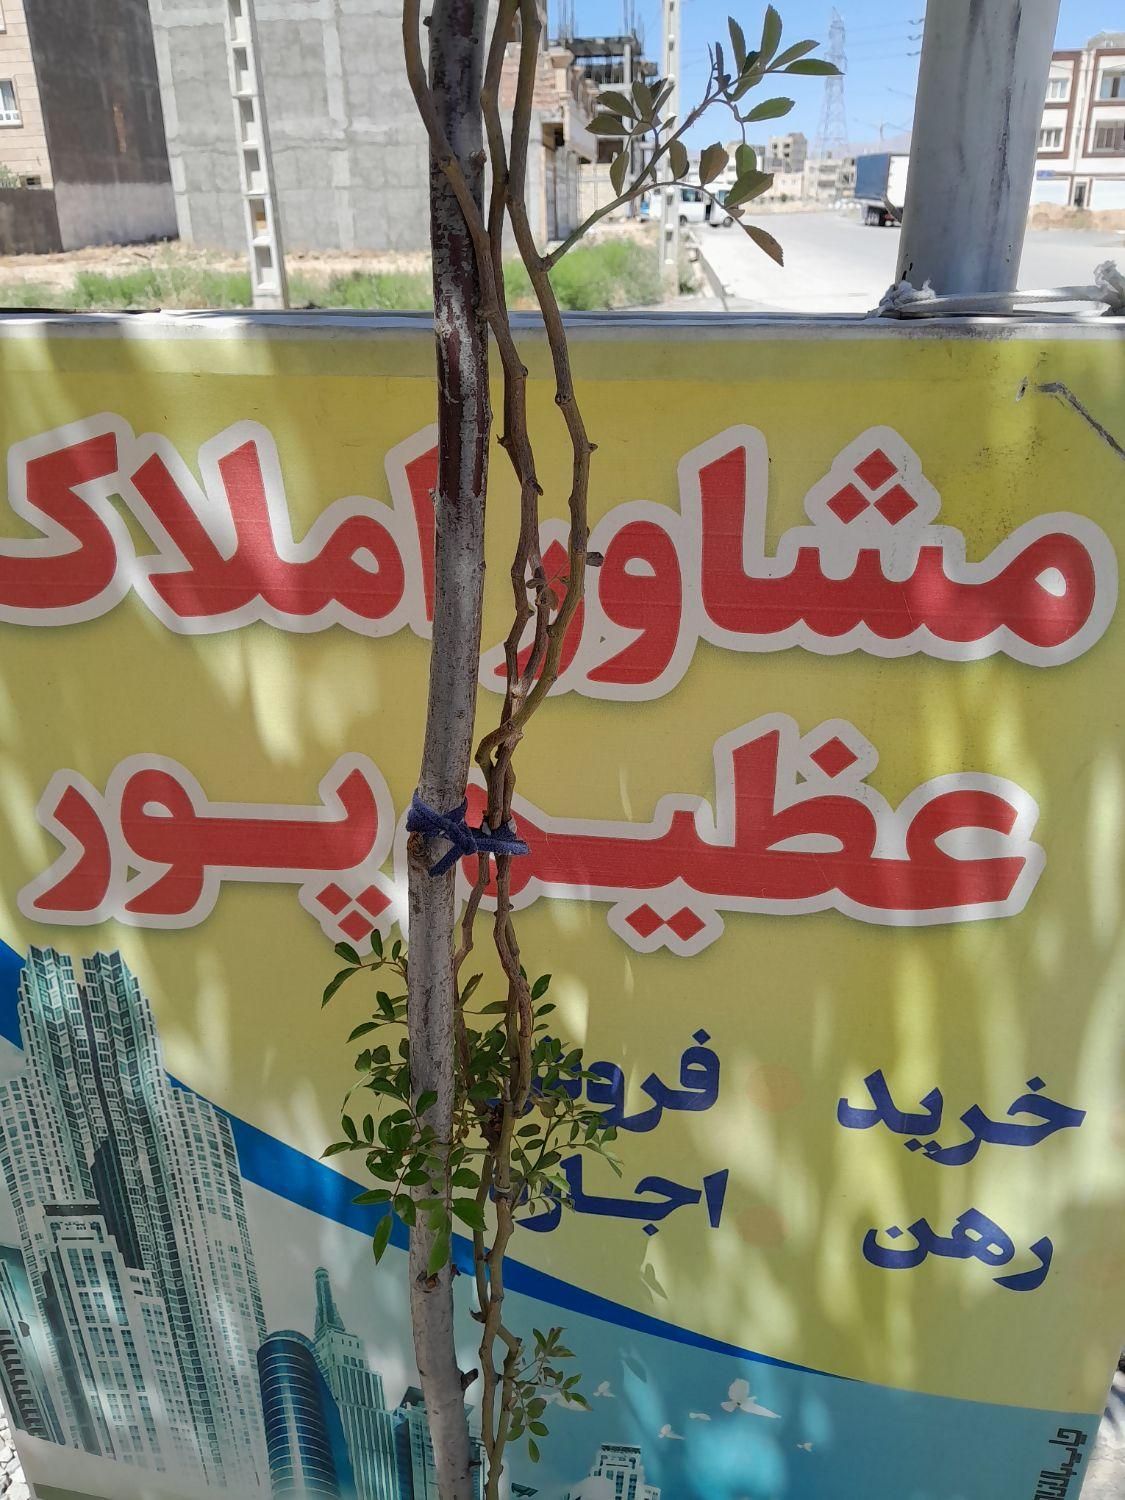 مشاور املاک
عظیم پور
خرید فروش
رهن اجاره